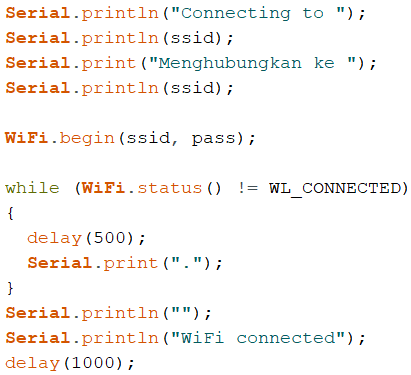 Serial.println("Connecting to ");
Serial.println(ssid);
Serial.print("Menghubungkan ke ");
Serial.println(ssid);
WiFi.begin(ssid, pass);
while (WiFi.status() != WL_CONNECTED)
{
delay(500);
Serial.print(".");
}
Serial.println("");
Serial.println("WiFi connected");
delay(1000);